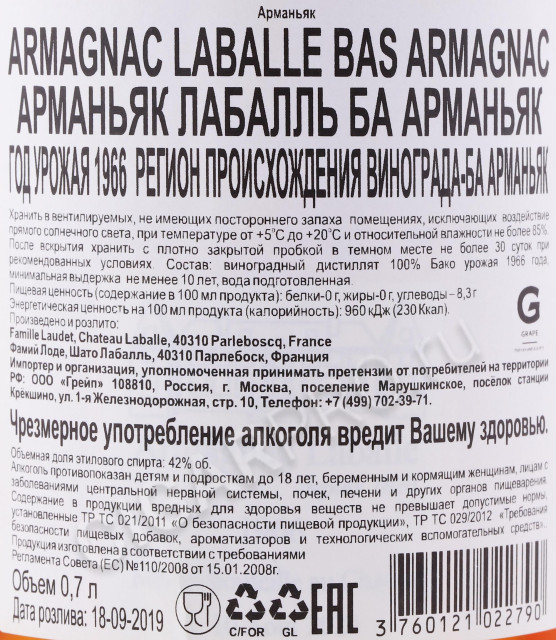 Арманьяк
ARMAGNAC LABALLE BAS ARMAGNAC
АРМАНЬЯК ЛАБАЛЛЬ БА АРМАНЬЯК
ГОД УРОЖАЯ 1966 РЕГИОН ПРОИСХОЖДЕНИЯ ВИНОГРАДА-БА АРМАНЬЯК
Хранить в вентилируемых, не имеющих постороннего запаха помещениях, исключающих воздействие
прямого солнечного света, при температуре от +5°С до +20°С и относительной влажности не более 85%.
После вскрытия хранить с плотно закрытой пробкой в темном месте не более 30 суток при
рекомендованных условиях. Состав: виноградный дистиллят 100% Бако урожая 1966 года,
минимальная выдержка не менее 10 лет, вода подготовленная.
Пищевая ценность (содержание в 100 мл продукта): белки-0 г, жиры-0 г, углеводы – 8,3 г
Энергетическая ценность на 100 мл продукта (калорийность): 960 кДж (230 Ккал).
Произведено и розлито:
Famille Laudet, Chateau Laballe, 40310 Parleboscq, France
Фамий Лоде, Шато Лабалль, 40310 Парлебоск, Франция
Импортер и организация, уполномоченная принимать претензии от потребителей на территории
РФ: ООО «Грейп» 108810, Россия, г. Москва, поселение Марушкинское, посёлок станции
Крёкшино, ул. 1-я Железнодорожная, стр. 10, Телефон: +7 (499) 702-39-71.
G
GRAPE
Чрезмерное употребление алкоголя вредит Вашему здоровью.
Объемная доля этилового спирта: 42% об.
Алкоголь противопоказан детям и подросткам до 18 лет, беременным и кормящим женщинам, лицам с
заболеваниями центральной нервной системы, почек, печени и других органов пищеварения.
Содержание в продукции вредных для здоровья веществ не превышает допустимые нормы,
установленные ТР ТС 021/2011 «О безопасности пищевой продукции», ТР ТС 029/2012 «Требования
безопасности пищевых добавок, ароматизаторов и технологических вспомогательных средств».
Продукция изготовлена в соответствии с требованиями
Регламента Совета (ЕС) №110/2008 от 15.01.2008г.
Объем 0,7 л
Дата розлива: 18-09-2019
C/FOR GL
EAC
3 760121 022790